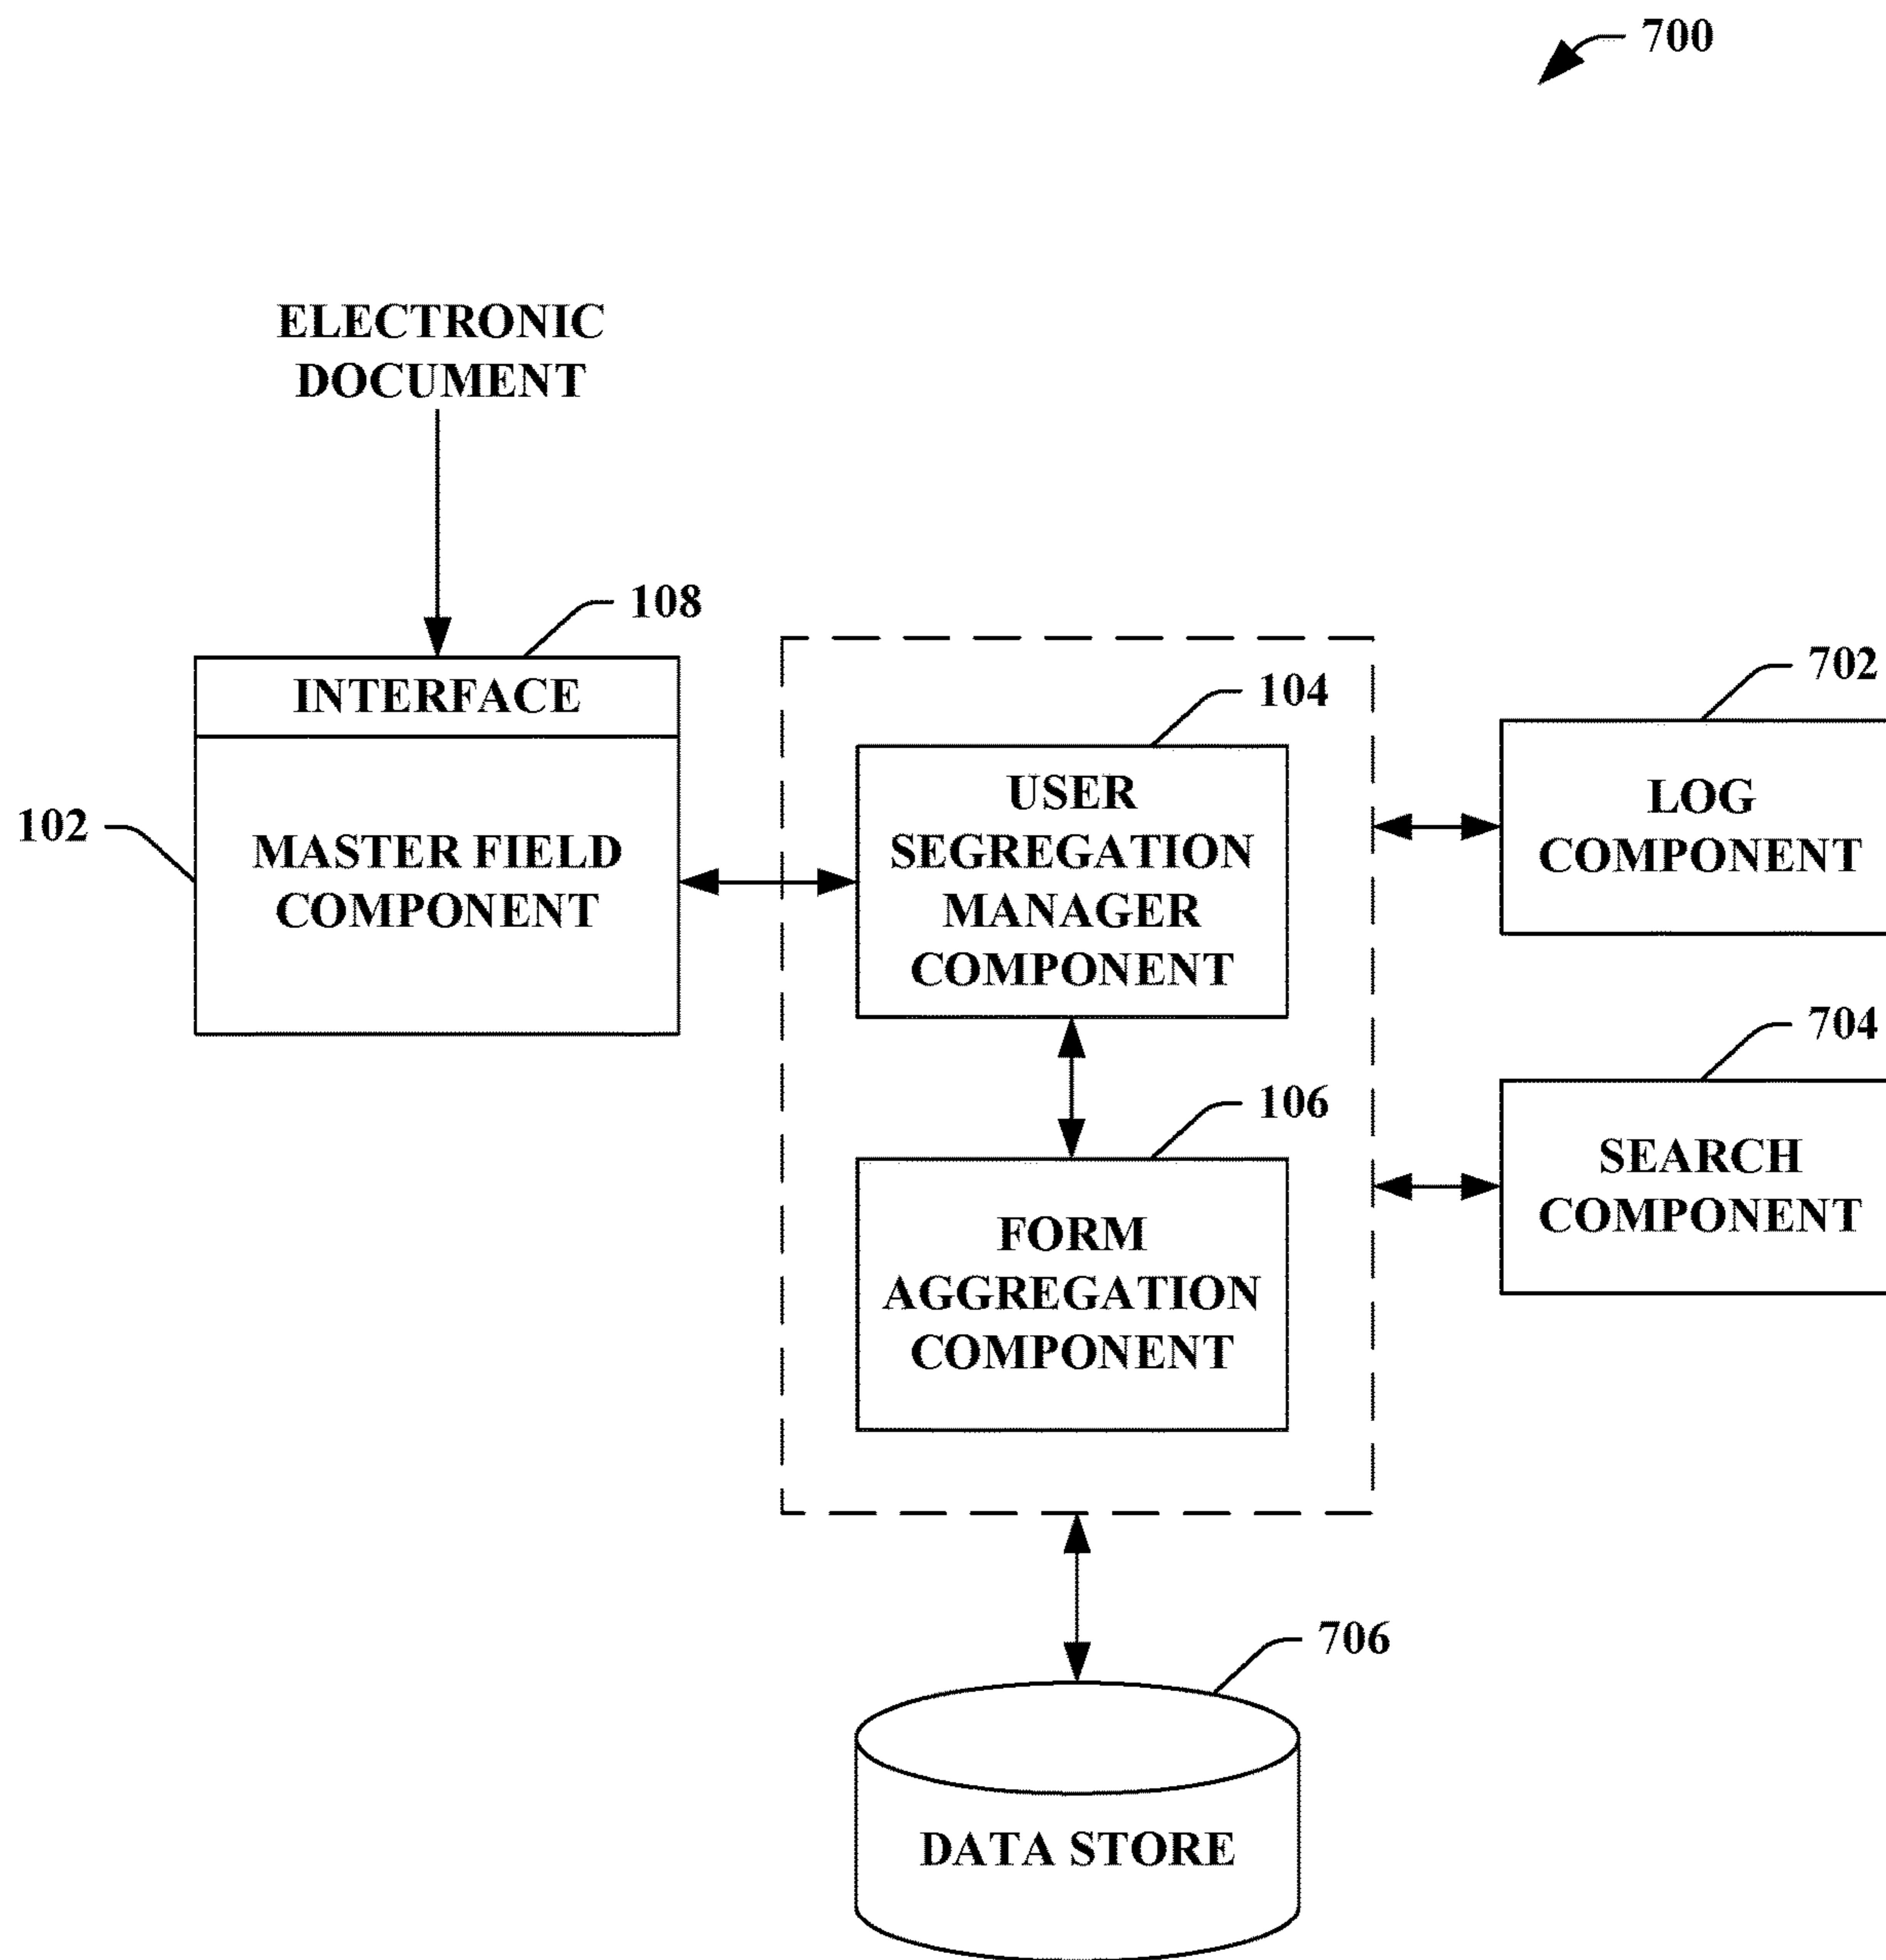 700
ELECTRONIC
DOCUMENT
108
INTERFACE
102
MASTER FIELD
COMPONENT
104
USER
SEGREGATION
MANAGER
COMPONENT
702
LOG
COMPONENT
704
SEARCH
COMPONENT
106
FORM
AGGREGATION
COMPONENT
706
DATA STORE